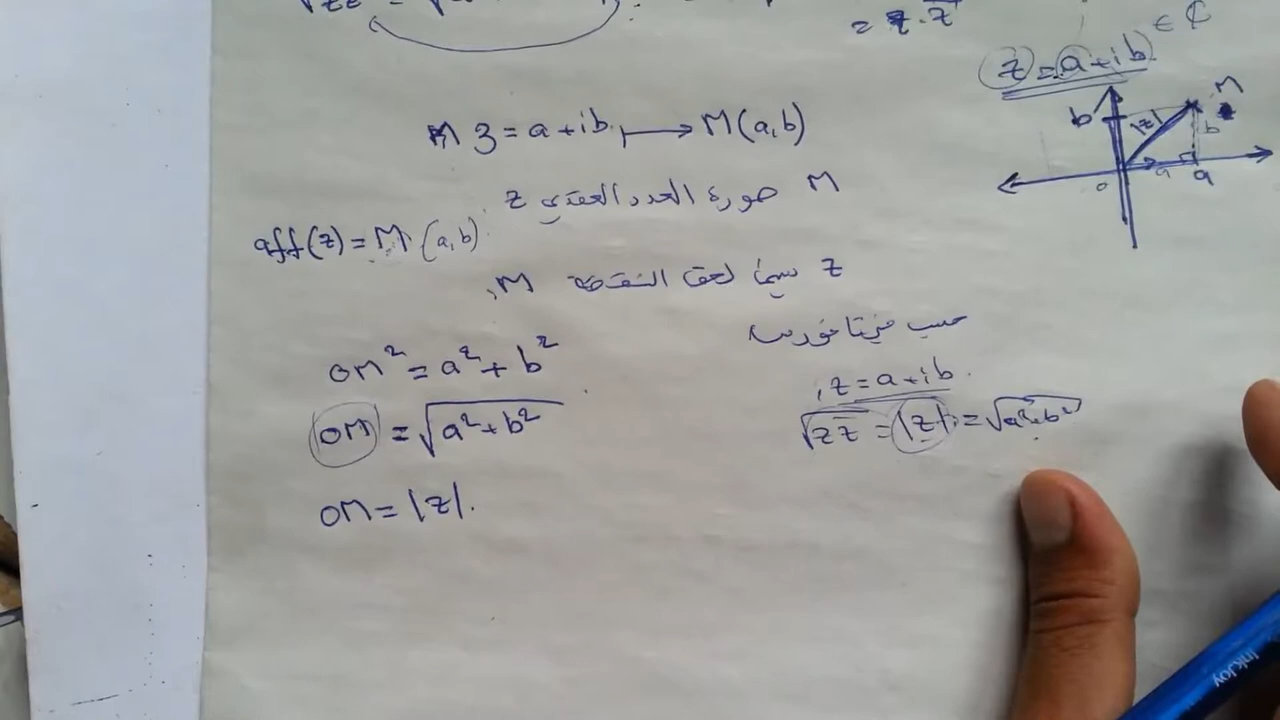 = z.z̄
z = a+ib ∈ ℂ
b M
|z| b
o a a
z = a+ib ⟼ M(a,b)
M صورة العدد العقدي z
aff(z) = M(a,b)
z يسمى لحق النقطة M
حسب فيتاغورس
OM² = a² + b²
z = a+ib
OM = √a²+b²
√zz̄ = |z| = √a²+b²
OM = |z|.
InkJoy